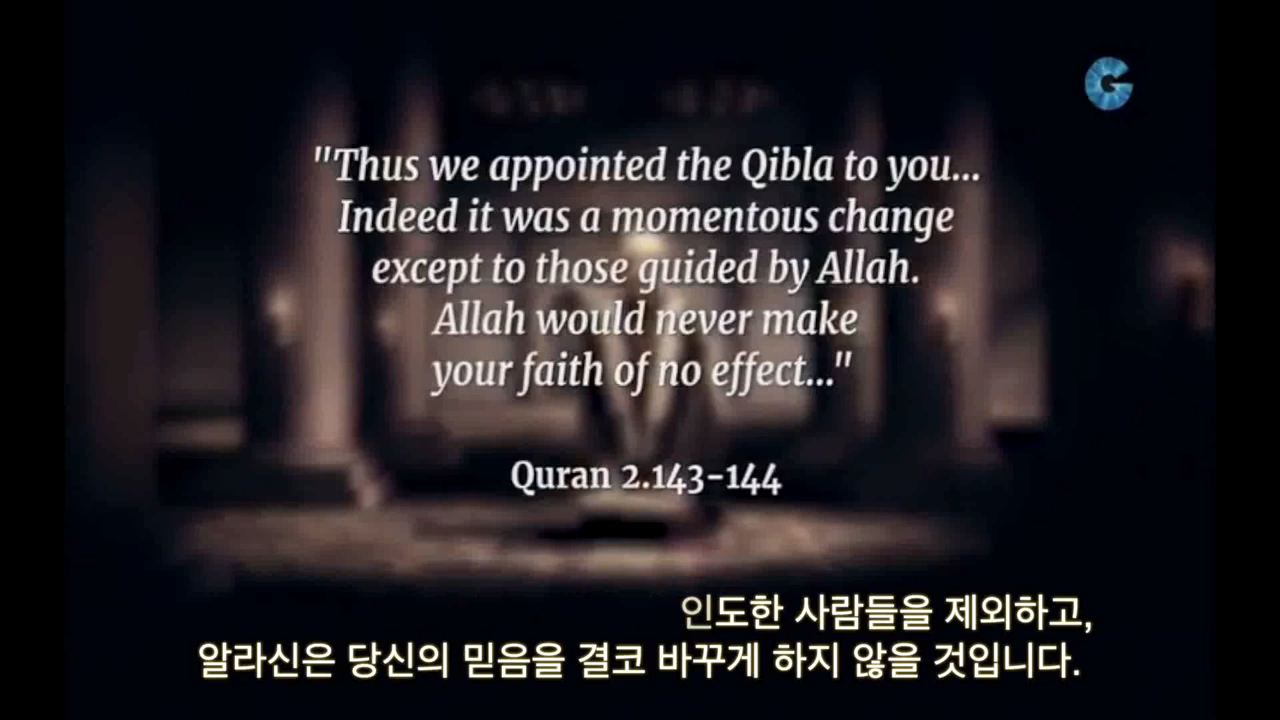 "Thus we appointed the Qibla to you...
Indeed it was a momentous change
except to those guided by Allah.
Allah would never make
your faith of no effect..."
Quran 2.143-144
인도한 사람들을 제외하고,
알라신은 당신의 믿음을 결코 바꾸게 하지 않을 것입니다.